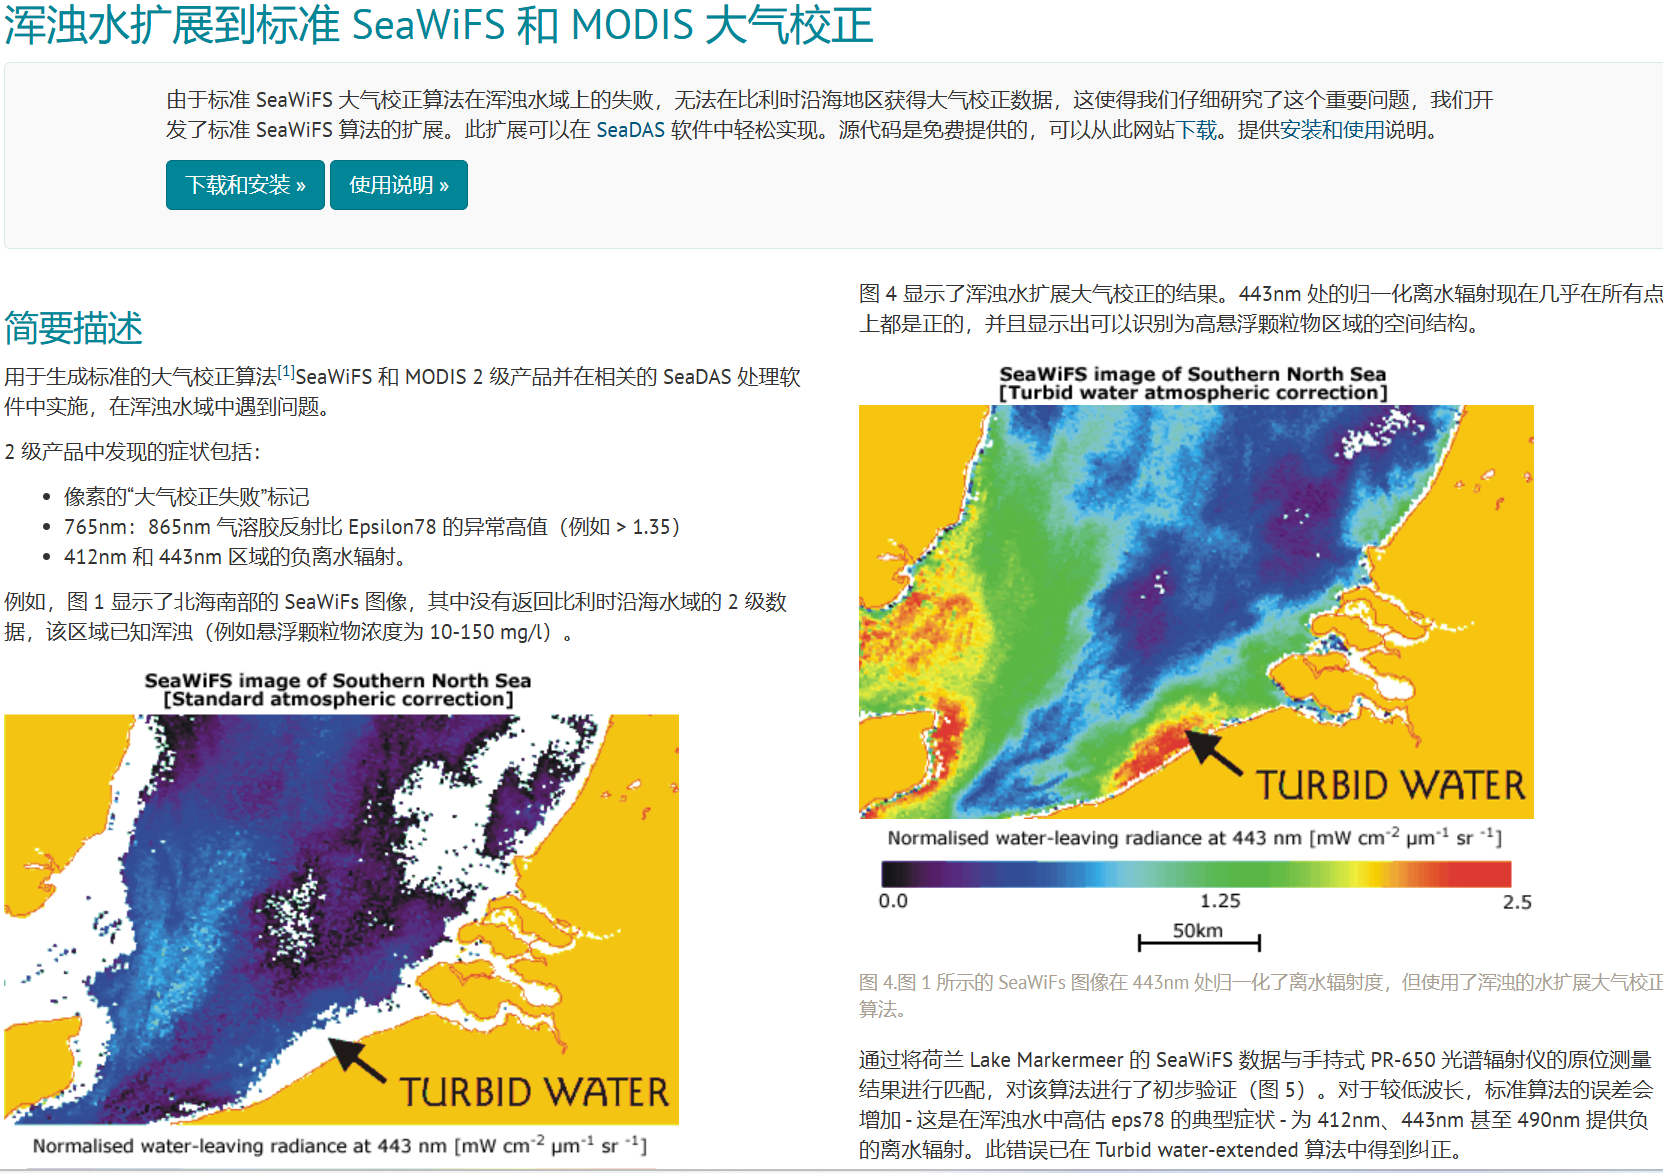 浑浊水扩展到标准 SeaWiFS 和 MODIS 大气校正
由于标准 SeaWiFS 大气校正算法在浑浊水域上的失败，无法在比利时沿海地区获得大气校正数据，这使得我们仔细研究了这个重要问题，我们开
发了标准 SeaWiFS 算法的扩展。此扩展可以在 SeaDAS 软件中轻松实现。源代码是免费提供的，可以从此网站下载。提供安装和使用说明。
下载和安装 » 使用说明 »
简要描述
用于生成标准的大气校正算法[1]SeaWiFS 和 MODIS 2 级产品并在相关的 SeaDAS 处理软
件中实施，在浑浊水域中遇到问题。
2 级产品中发现的症状包括：
• 像素的“大气校正失败”标记
• 765nm：865nm 气溶胶反射比 Epsilon78 的异常高值（例如 > 1.35）
• 412nm 和 443nm 区域的负离水辐射。
例如，图 1 显示了北海南部的 SeaWiFs 图像，其中没有返回比利时沿海水域的 2 级数
据，该区域已知浑浊（例如悬浮颗粒物浓度为 10-150 mg/l）。
SeaWiFS image of Southern North Sea
[Standard atmospheric correction]
TURBID WATER
Normalised water-leaving radiance at 443 nm [mW cm-2 µm-1 sr -1]
图 4 显示了浑浊水扩展大气校正的结果。443nm 处的归一化离水辐射现在几乎在所有点
上都是正的，并且显示出可以识别为高悬浮颗粒物区域的空间结构。
SeaWiFS image of Southern North Sea
[Turbid water atmospheric correction]
TURBID WATER
Normalised water-leaving radiance at 443 nm [mW cm-2 µm-1 sr -1]
0.0 1.25 2.5
50km
图 4.图 1 所示的 SeaWiFs 图像在 443nm 处归一化了离水辐射度，但使用了浑浊的水扩展大气校正
算法。
通过将荷兰 Lake Markermeer 的 SeaWiFS 数据与手持式 PR-650 光谱辐射仪的原位测量
结果进行匹配，对该算法进行了初步验证（图 5）。对于较低波长，标准算法的误差会
增加 - 这是在浑浊水中高估 eps78 的典型症状 - 为 412nm、443nm 甚至 490nm 提供负
的离水辐射。此错误已在 Turbid water-extended 算法中得到纠正。